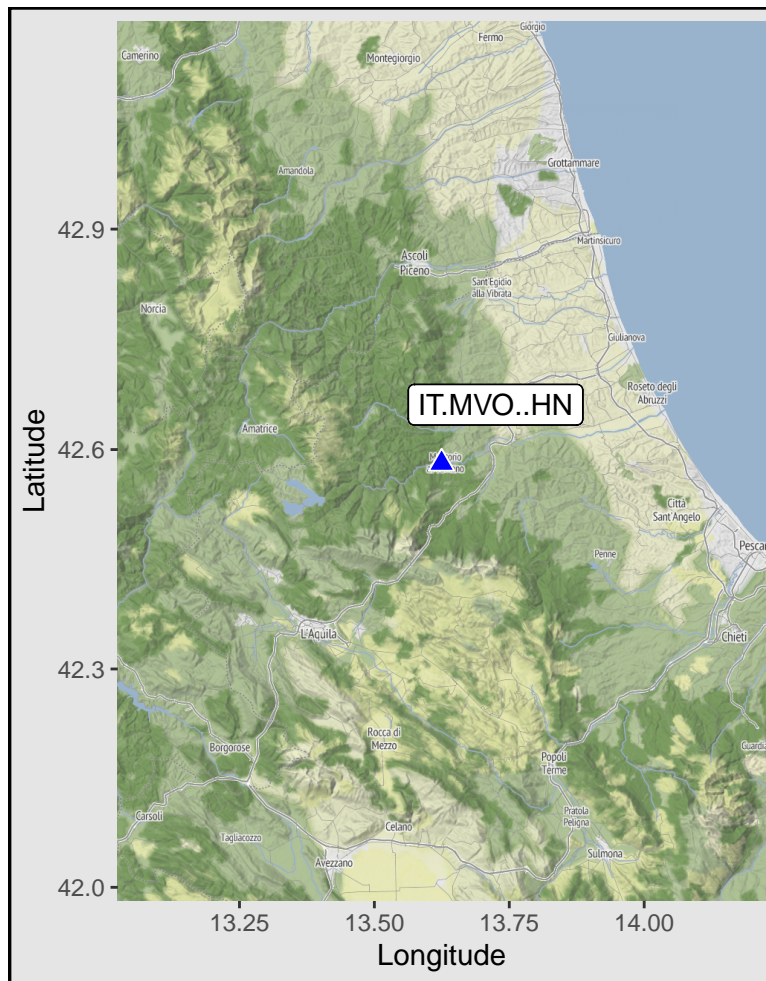 Giorgio
Fermo
Camerino
Montegiorgio
Grottammare
Amandola
42.9
Martinsicuro
Ascoli
Piceno
Sant'Egidio
alla Vibrata
Norcia
Giulianova
Roseto degli
Abruzzi
IT.MVO..HN
Amatrice
42.6
Latitude
Città
Sant'Angelo
Pescar
Penne
L'Aquila
Chieti
42.3
Rocca di
Mezzo
Borgorose
Guardia
Popoli
Terme
Carsoli
Pratola
Peligna
Celano
Tagliacozzo
Avezzano
Sulmona
42.0
13.25
13.50
13.75
14.00
Longitude